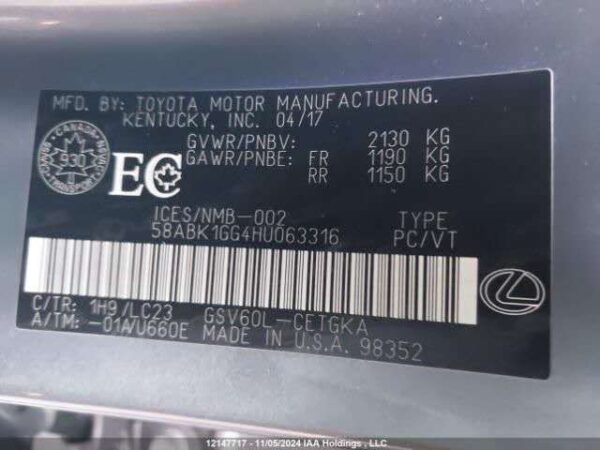 MFD. BY: TOYOTA MOTOR MANUFACTURING.
KENTUCKY, INC. 04/17
GVWR/PNBV: 2130 KG
GAWR/PNBE: FR 1190 KG
RR 1150 KG
CANADA
930
TRANSPORT
EC
ICES/NMB-002 TYPE
58ABK1GG4HU063316 PC/VT
C/TR: 1H9/LC23 GSV60L-CETGKA
A/TM: -01A/U660E MADE IN U.S.A. 98352
12147717 - 11/05/2024 IAA Holdings , LLC